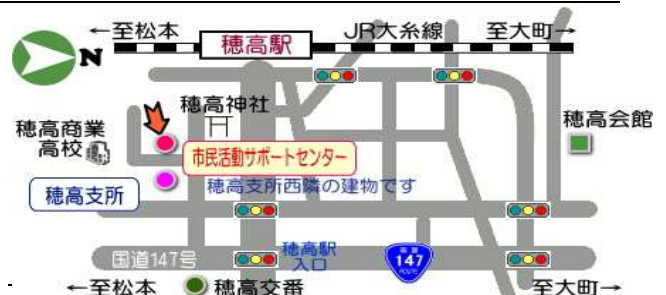 ←至松本
穂高駅
JR大糸線
至大町→
N
穂高神社
穂高商業
高校
市民活動サポートセンター
穂高会館
穂高支所
穂高支所西隣の建物です
国道147号
穂高駅
入口
国道
147
ROUTE
←至松本
穂高交番
至大町→